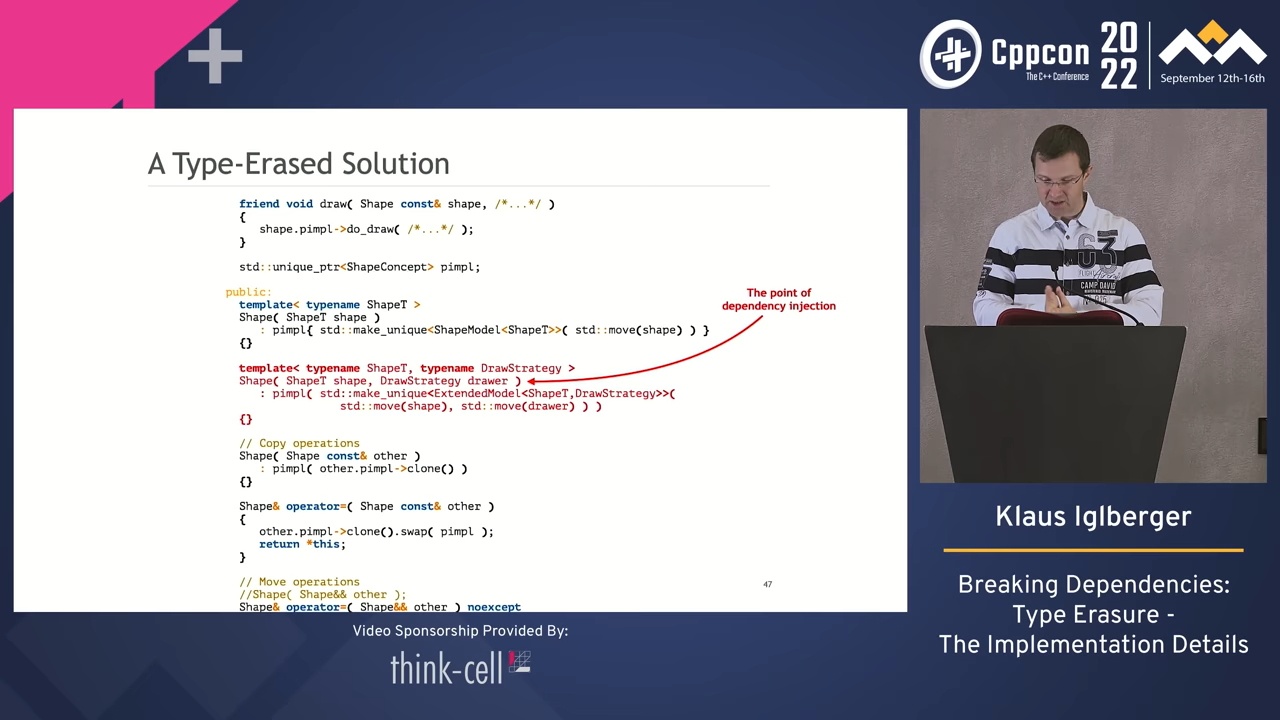 Cppcon
The C++ Conference
20
22
September 12th-16th
A Type-Erased Solution
friend void draw( Shape const& shape, /*...*/ )
{
shape.pimpl->do_draw( /*...*/ );
}
std::unique_ptr<ShapeConcept> pimpl;
public:
template< typename ShapeT >
Shape( ShapeT shape )
: pimpl{ std::make_unique<ShapeModel<ShapeT>>( std::move(shape) ) }
{}
The point of
dependency injection
template< typename ShapeT, typename DrawStrategy >
Shape( ShapeT shape, DrawStrategy drawer )
: pimpl( std::make_unique<ExtendedModel<ShapeT,DrawStrategy>>(
std::move(shape), std::move(drawer) ) )
{}
// Copy operations
Shape( Shape const& other )
: pimpl( other.pimpl->clone() )
{}
Shape& operator=( Shape const& other )
{
other.pimpl->clone().swap( pimpl );
return *this;
}
// Move operations
//Shape( Shape&& other );
Shape& operator=( Shape&& other ) noexcept
47
63
CAMP DAVID
Klaus Iglberger
Breaking Dependencies:
Type Erasure -
The Implementation Details
Video Sponsorship Provided By:
think-cell